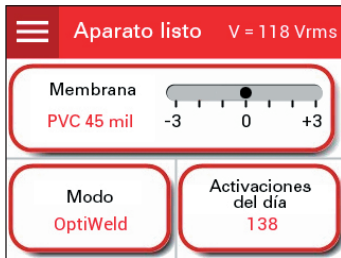 Aparato listo V = 118 Vrms
Membrana
PVC 45 mil
-3 0 +3
Modo
OptiWeld
Activaciones
del día
138